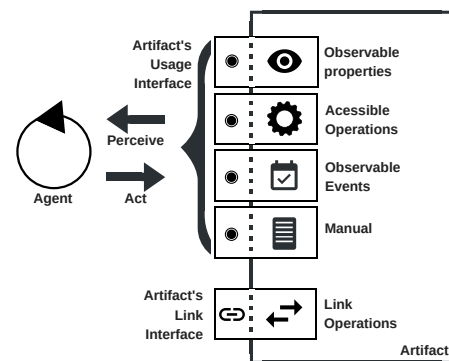 Artifact's
Usage
Interface
Observable
properties
Acessible
Operations
Perceive
Observable
Events
Agent
Act
Manual
Artifact's
Link
Interface
Link
Operations
Artifact